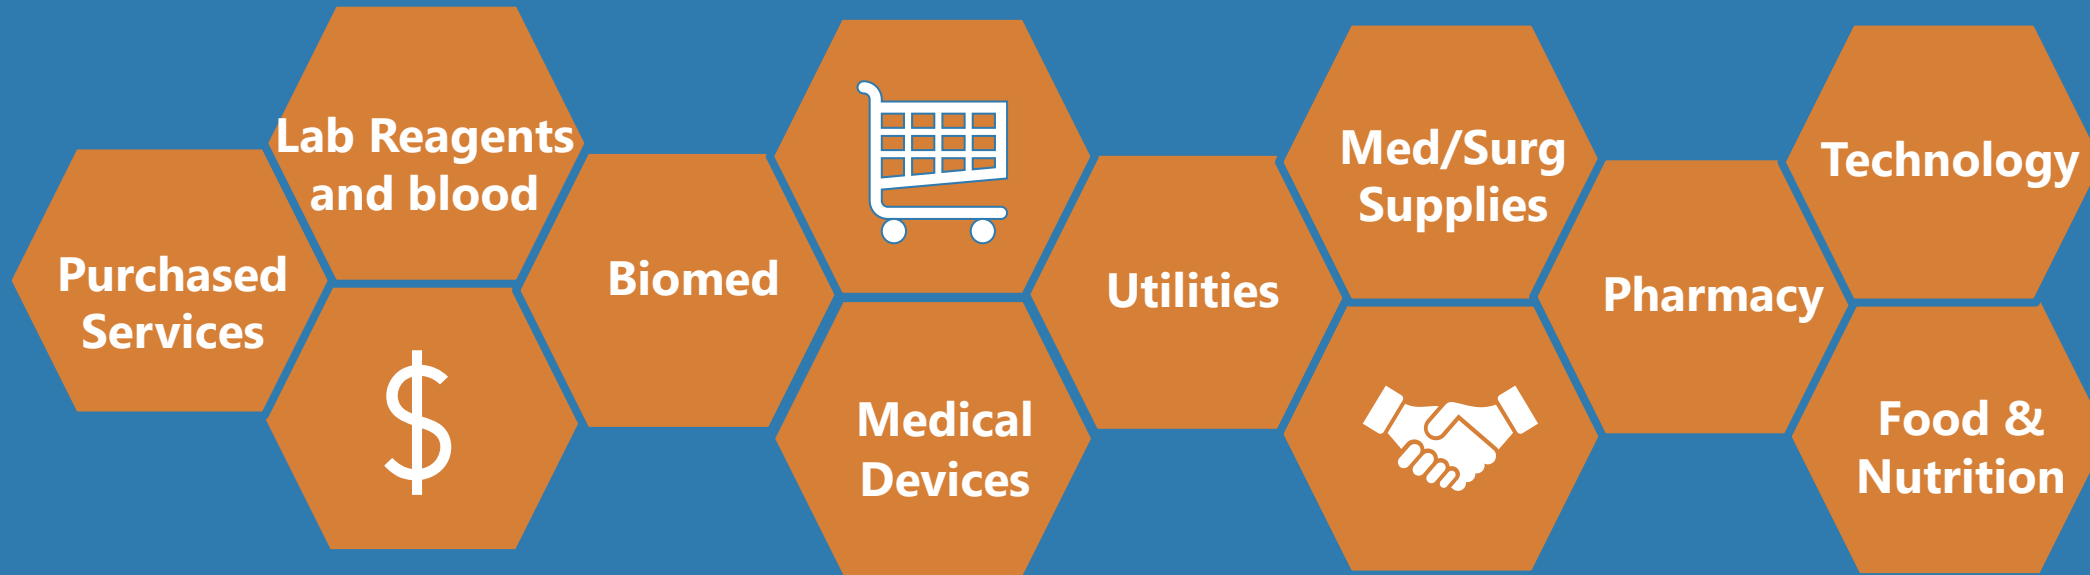 Purchased
Services
Lab Reagents
and blood
Biomed
Medical
Devices
Utilities
Med/Surg
Supplies
Pharmacy
Technology
Food &
Nutrition